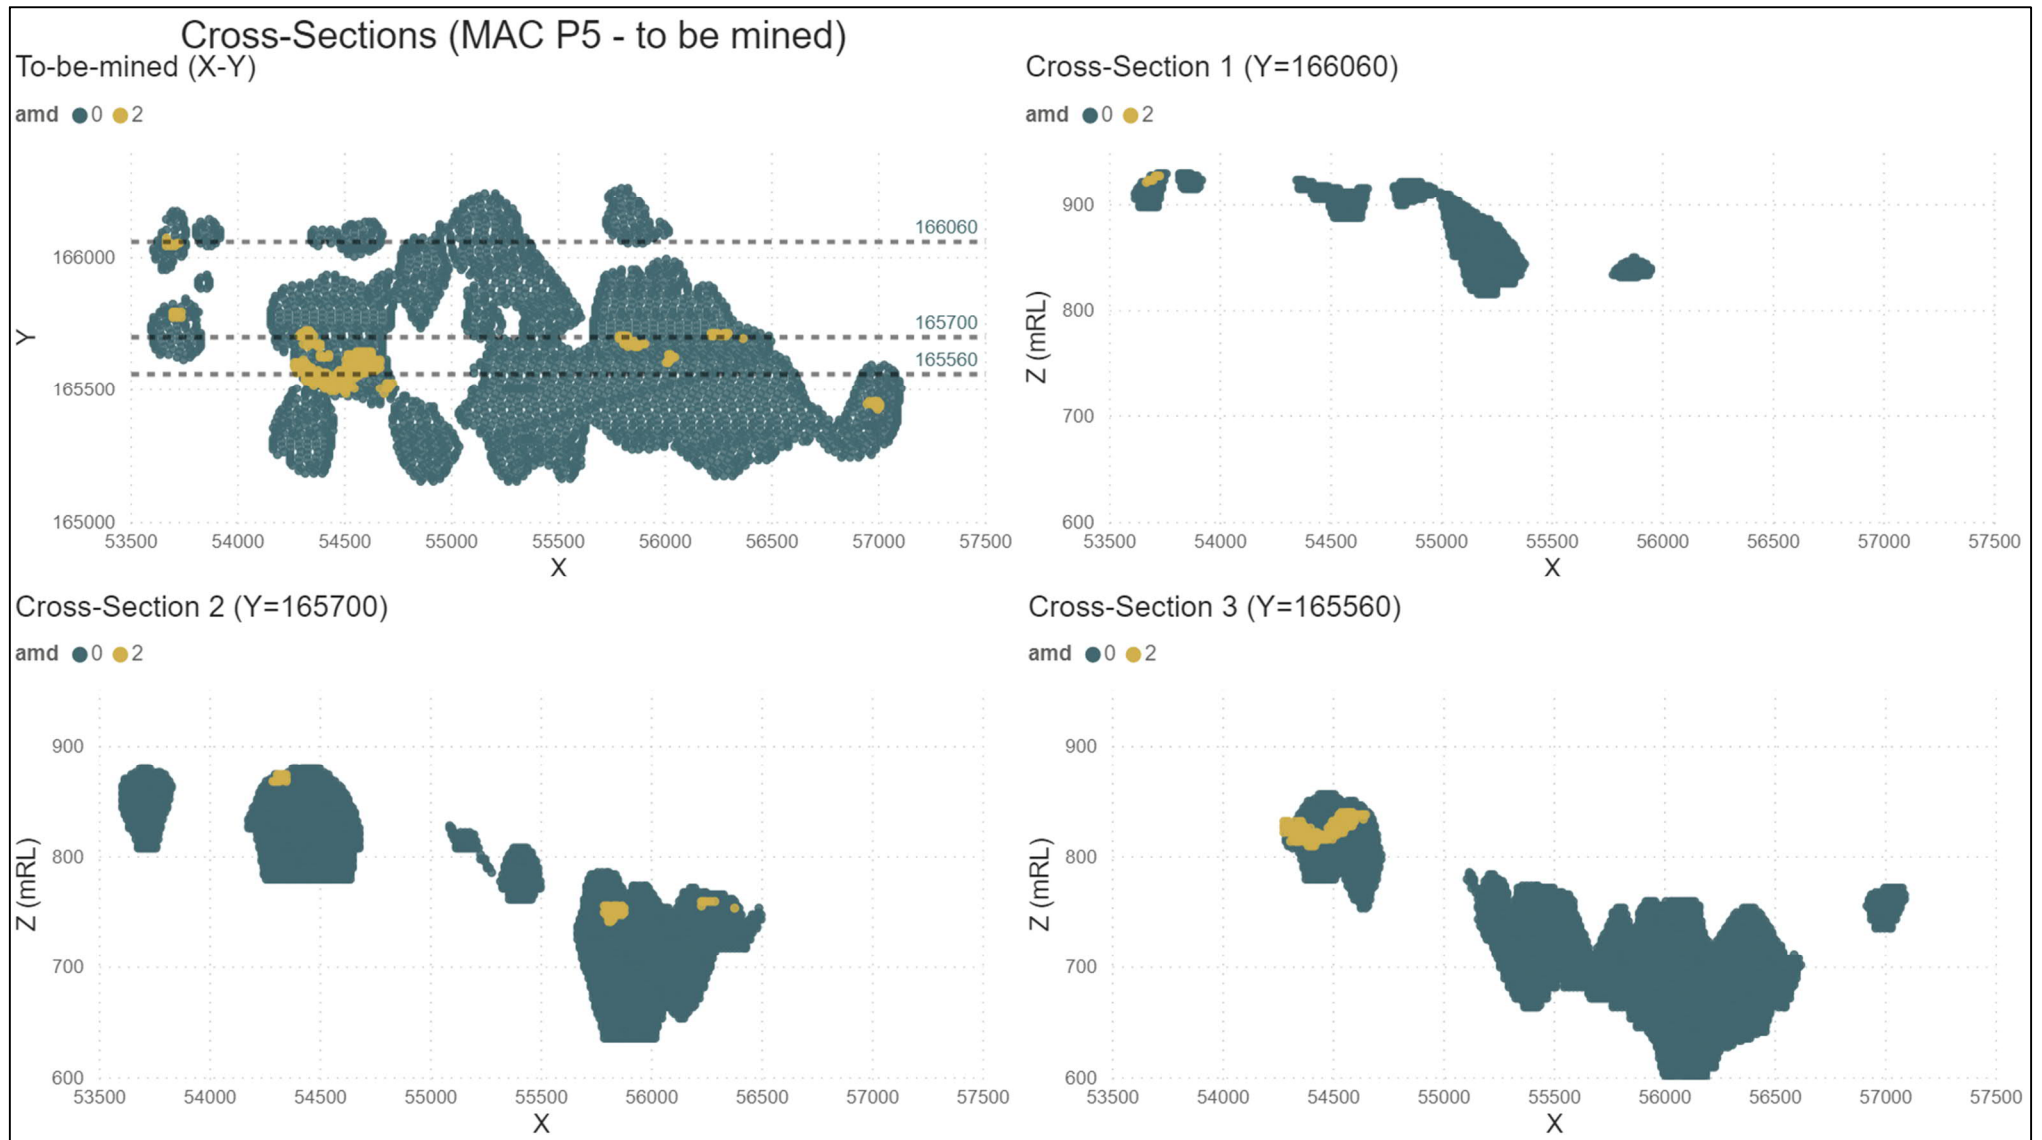 Cross-Sections (MAC P5 - to be mined)
To-be-mined (X-Y)
amd 0 2
166060
166000
165700
165560
165500
165000
Y
53500 54000 54500 55000 55500 56000 56500 57000 57500
X
Cross-Section 1 (Y=166060)
amd 0 2
900
800
700
600
Z (mRL)
53500 54000 54500 55000 55500 56000 56500 57000 57500
X
Cross-Section 2 (Y=165700)
amd 0 2
900
800
700
600
Z (mRL)
53500 54000 54500 55000 55500 56000 56500 57000 57500
X
Cross-Section 3 (Y=165560)
amd 0 2
900
800
700
600
Z (mRL)
53500 54000 54500 55000 55500 56000 56500 57000 57500
X